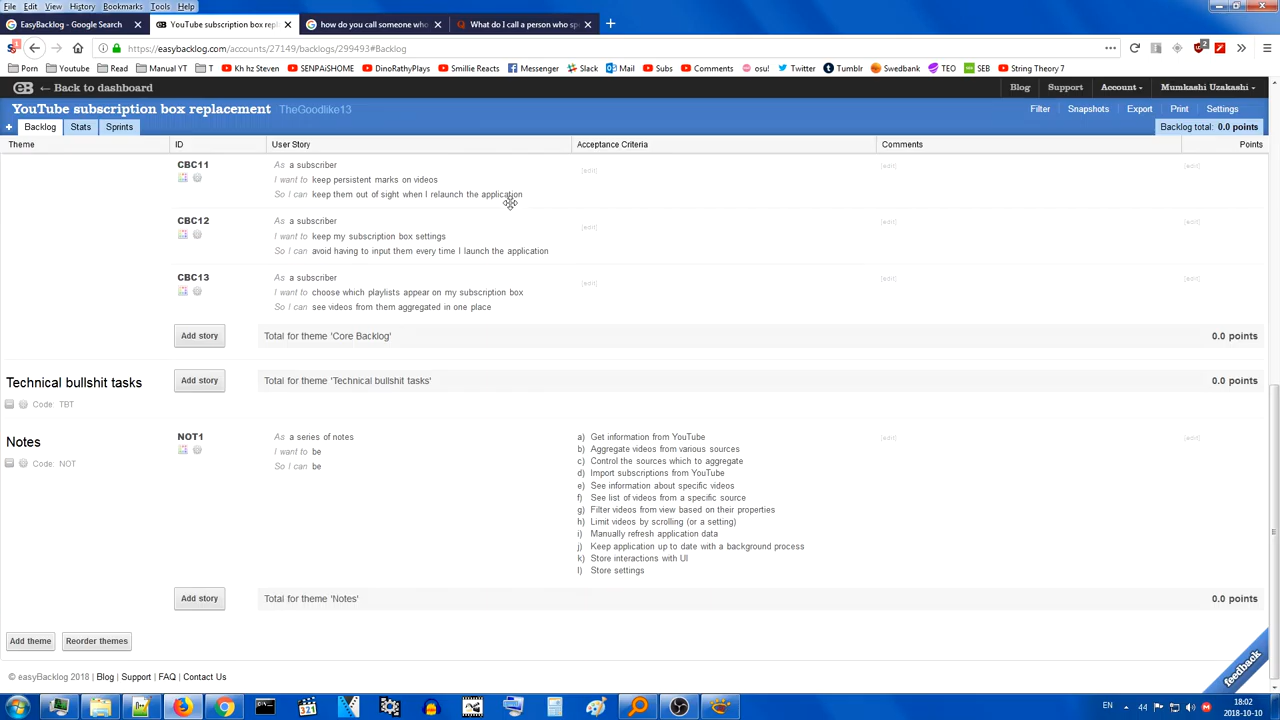 File Edit View History Bookmarks Tools Help
EasyBacklog - Google Search
YouTube subscription box repl
how do you call someone who
What do I call a person who sp
https://easybacklog.com/accounts/27149/backlogs/299493#Backlog
Porn Youtube Read Manual YT T Kh hz Steven SENPAiSHOME DinoRathyPlays Smillie Reacts Messenger Slack Mail Subs Comments osu! Twitter Tumblr Swedbank TEO SEB String Theory 7
Back to dashboard Blog Support Account Mumkashi Uzakashi
YouTube subscription box replacement TheGoodlike13 Filter Snapshots Export Print Settings
Backlog Stats Sprints Backlog total: 0.0 points
Theme ID User Story Acceptance Criteria Comments Points
CBC11 As a subscriber [edit] [edit] [edit]
I want to keep persistent marks on videos
So I can keep them out of sight when I relaunch the application
CBC12 As a subscriber [edit] [edit] [edit]
I want to keep my subscription box settings
So I can avoid having to input them every time I launch the application
CBC13 As a subscriber [edit] [edit] [edit]
I want to choose which playlists appear on my subscription box
So I can see videos from them aggregated in one place
Add story Total for theme 'Core Backlog' 0.0 points
Technical bullshit tasks Add story Total for theme 'Technical bullshit tasks' 0.0 points
Code: TBT
Notes NOT1 As a series of notes a) Get information from YouTube [edit] [edit]
I want to be b) Aggregate videos from various sources
Code: NOT So I can be c) Control the sources which to aggregate
d) Import subscriptions from YouTube
e) See information about specific videos
f) See list of videos from a specific source
g) Filter videos from view based on their properties
h) Limit videos by scrolling (or a setting)
i) Manually refresh application data
j) Keep application up to date with a background process
k) Store interactions with UI
l) Store settings
Add story Total for theme 'Notes' 0.0 points
Add theme Reorder themes
© easyBacklog 2018 | Blog | Support | FAQ | Contact Us
feedback
EN 44 18:02
2018-10-10